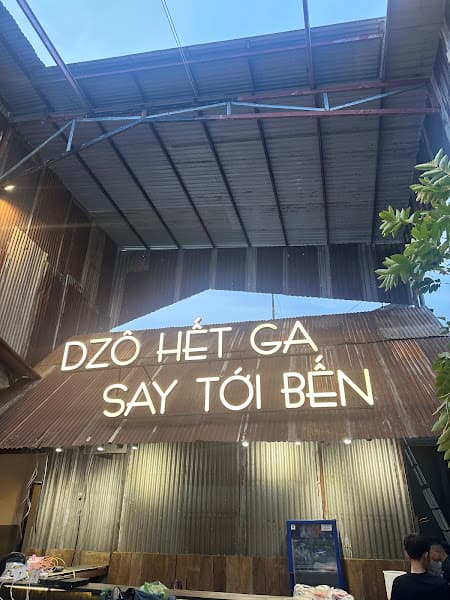 DZÔ HẾT GA
SAY TỚI BẾN